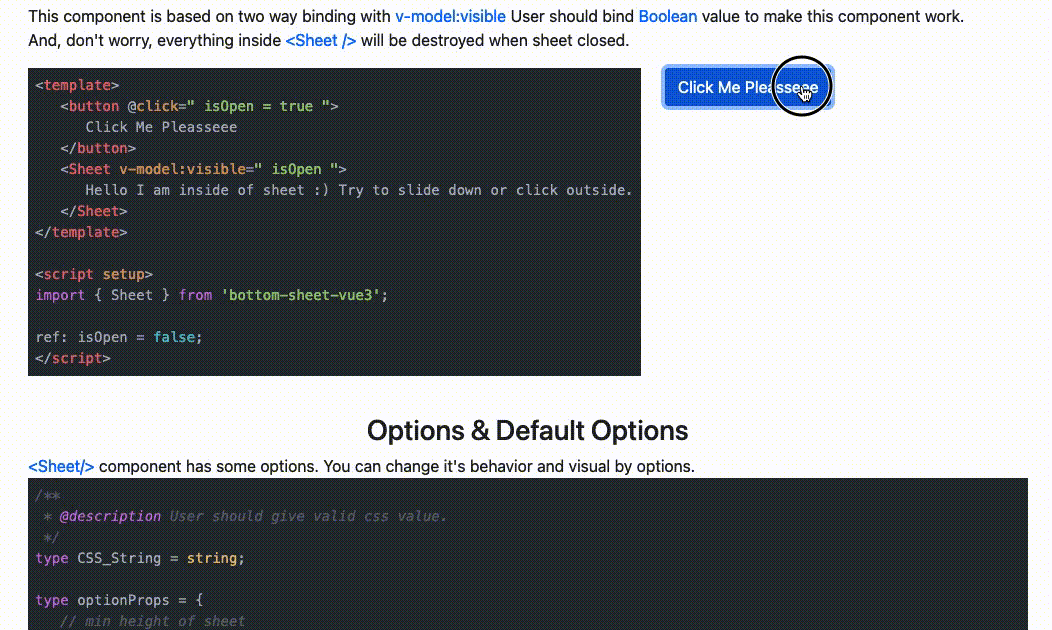 This component is based on two way binding with v-model:visible User should bind Boolean value to make this component work.
And, don't worry, everything inside <Sheet /> will be destroyed when sheet closed.
<template>
<button @click=" isOpen = true ">
Click Me Pleasseee
</button>
<Sheet v-model:visible=" isOpen ">
Hello I am inside of sheet :) Try to slide down or click outside.
</Sheet>
</template>
<script setup>
import { Sheet } from 'bottom-sheet-vue3';
ref: isOpen = false;
</script>
Click Me Pleasseee
Options & Default Options
<Sheet/> component has some options. You can change it's behavior and visual by options.
/**
* @description User should give valid css value.
*/
type CSS_String = string;
type optionProps = {
// min height of sheet